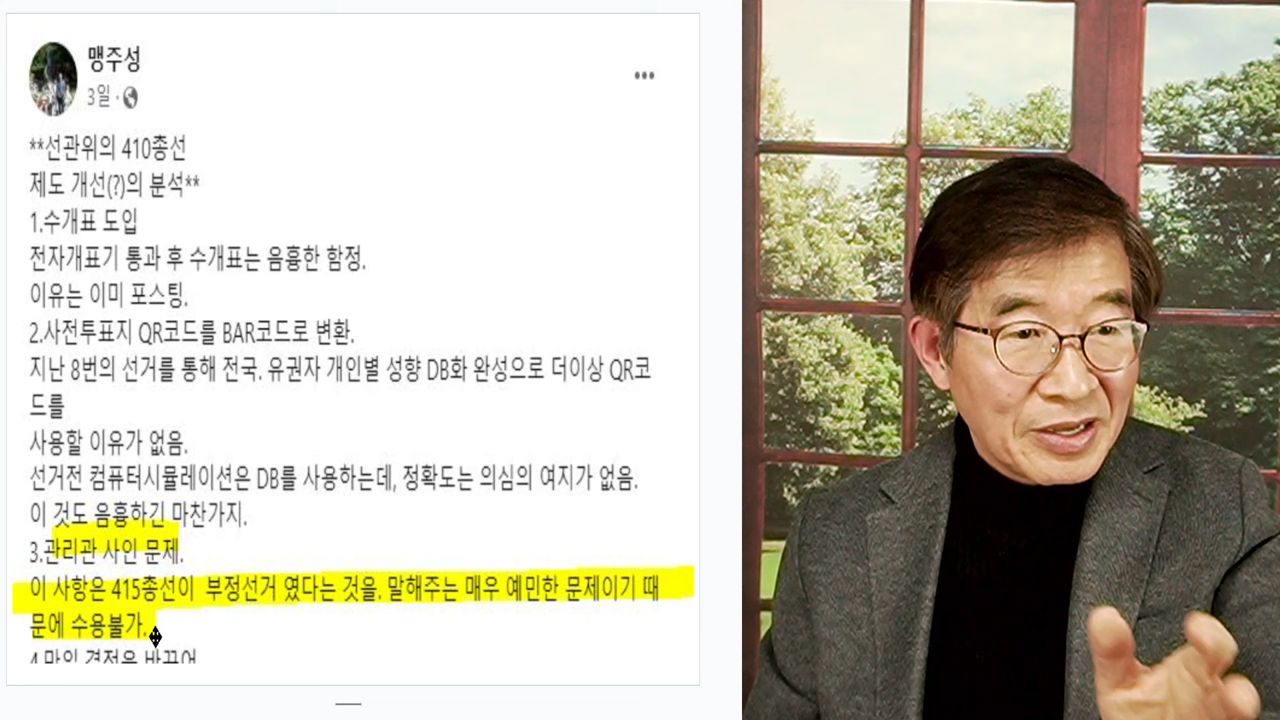 맹주성
3일 ·
**선관위의 410총선
제도 개선(?)의 분석**
1.수개표 도입
전자개표기 통과 후 수개표는 음흉한 함정.
이유는 이미 포스팅.
2.사전투표지 QR코드를 BAR코드로 변환.
지난 8번의 선거를 통해 전국. 유권자 개인별 성향 DB화 완성으로 더이상 QR코
드를
사용할 이유가 없음.
선거전 컴퓨터시뮬레이션은 DB를 사용하는데, 정확도는 의심의 여지가 없음.
이 것도 음흉하긴 마찬가지.
3.관리관 사인 문제.
이 사항은 415총선이 부정선거 였다는 것을. 말해주는 매우 예민한 문제이기 때
문에 수용불가.